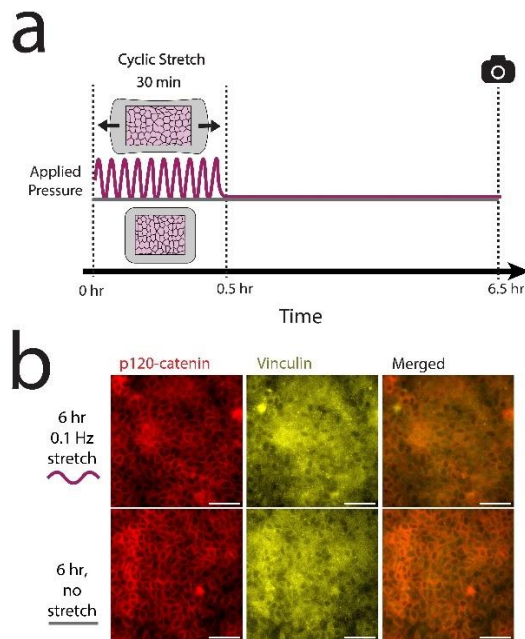 a
Cyclic Stretch
30 min
Applied
Pressure
0 hr
0.5 hr
6.5 hr
Time
b
p120-catenin
Vinculin
Merged
6 hr
0.1 Hz
stretch
6 hr,
no
stretch